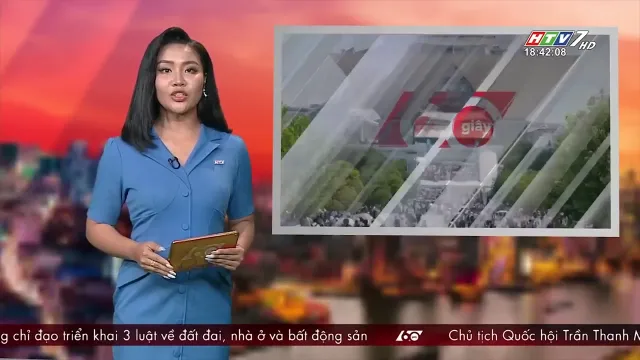 HTV7 HD
18:42:08
60 giây
g chỉ đạo triển khai 3 luật về đất đai, nhà ở và bất động sản
60
Chủ tịch Quốc hội Trần Thanh M